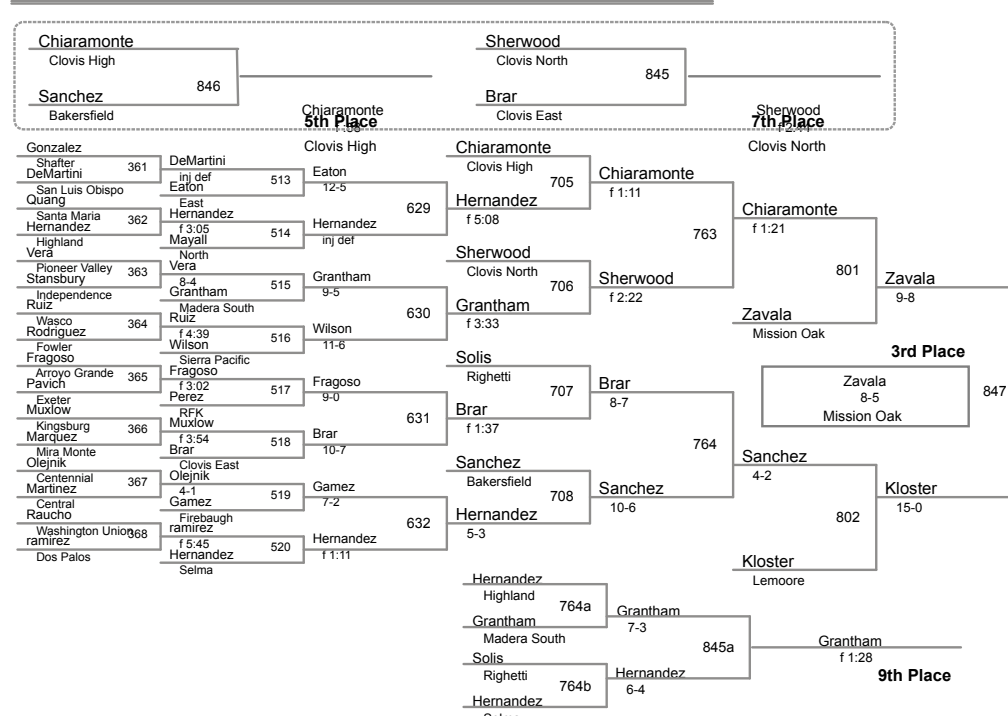 Chiaramonte
Clovis High
846
Sanchez
Bakersfield
Chiaramonte
5th Place
Clovis High
Sherwood
Clovis North
845
Brar
Clovis East
Sherwood
7th Place
Clovis North
Gonzalez
Shafter
361
DeMartini
San Luis Obispo
Quang
Santa Maria
362
Hernandez
Highland
Vera
Pioneer Valley
363
Stansbury
Independence
Ruiz
Wasco
364
Rodriguez
Fowler
Fragoso
Arroyo Grande
365
Pavich
Exeter
Muxlow
Kingsburg
366
Marquez
Mira Monte
Olejnik
Centennial
367
Martinez
Central
Raucho
Washington Union
368
ramirez
Dos Palos
DeMartini
inj def
513
Eaton
East
Hernandez
f 3:05
514
Mayall
North
Vera
8-4
515
Grantham
Madera South
Ruiz
f 4:39
516
Wilson
Sierra Pacific
Fragoso
f 3:02
517
Perez
RFK
Muxlow
f 3:54
518
Brar
Clovis East
Olejnik
4-1
519
Gamez
Firebaugh
ramirez
f 5:45
520
Hernandez
Selma
Eaton
12-5
629
Hernandez
inj def
Grantham
9-5
630
Wilson
11-6
Fragoso
9-0
631
Brar
10-7
Gamez
7-2
632
Hernandez
f 1:11
Chiaramonte
Clovis High
705
Hernandez
f 5:08
Sherwood
Clovis North
706
Grantham
f 3:33
Solis
Righetti
707
Brar
f 1:37
Sanchez
Bakersfield
708
Hernandez
5-3
Chiaramonte
f 1:11
763
Sherwood
f 2:22
Brar
8-7
764
Sanchez
10-6
Chiaramonte
f 1:21
801
Zavala
Mission Oak
Sanchez
4-2
802
Kloster
Lemoore
Zavala
9-8
3rd Place
Zavala
8-5
Mission Oak
847
Kloster
15-0
Hernandez
Highland
764a
Grantham
Madera South
Solis
Righetti
764b
Hernandez
Selma
Grantham
7-3
845a
Hernandez
6-4
Grantham
f 1:28
9th Place